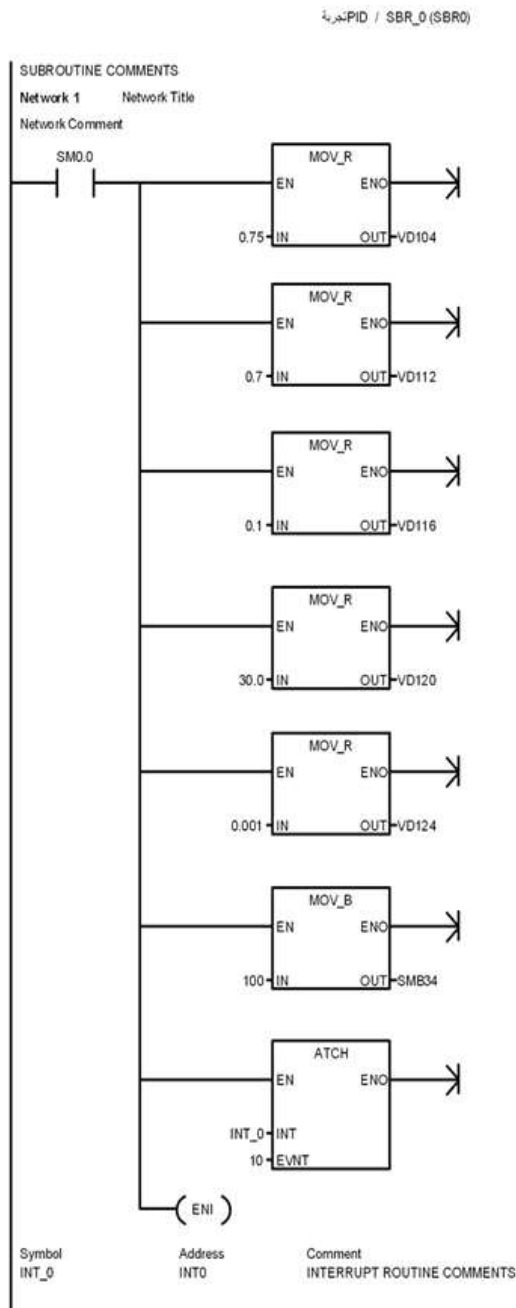 تجربةPID / SBR_0 (SBR0)
SUBROUTINE COMMENTS
Network 1 Network Title
Network Comment
SM0.0
MOV_R
EN ENO
0.75 IN OUT VD104
MOV_R
EN ENO
0.7 IN OUT VD112
MOV_R
EN ENO
0.1 IN OUT VD116
MOV_R
EN ENO
30.0 IN OUT VD120
MOV_R
EN ENO
0.001 IN OUT VD124
MOV_B
EN ENO
100 IN OUT SMB34
ATCH
EN ENO
INT_0 INT
10 EVNT
ENI
Symbol Address Comment
INT_0 INT0 INTERRUPT ROUTINE COMMENTS